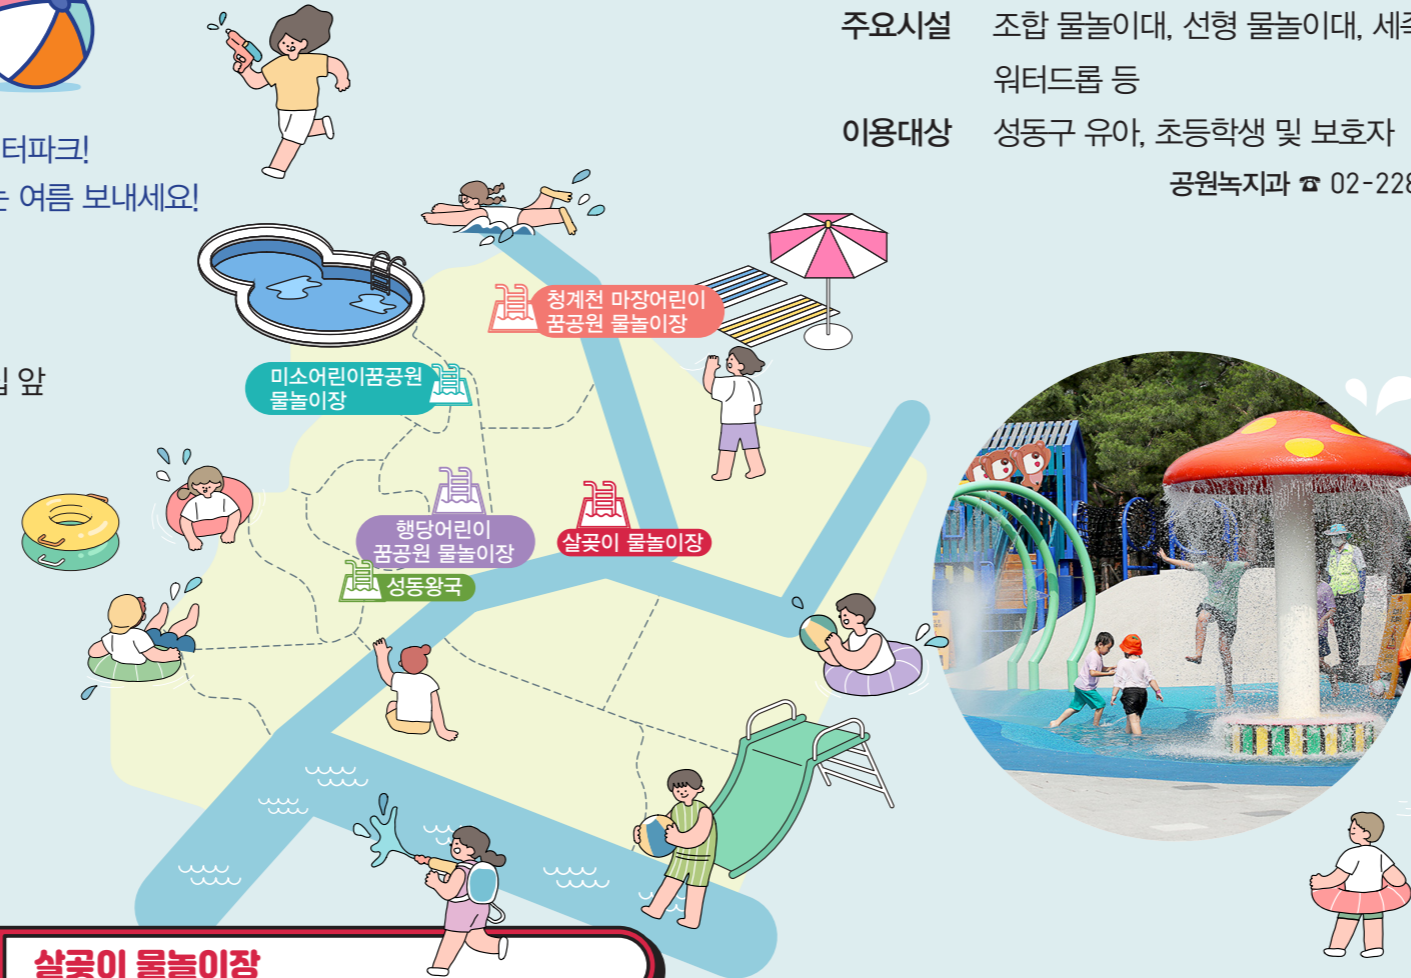 주요시설 조합 물놀이대, 선형 물놀이대,
워터드롭 등
이용대상 성동구 유아, 초등학생 및 보호자
공원녹지과 ☎ 02-228
터파크!
는 여름 보내세요!
앞
청계천 마장어린이
꿈공원 물놀이장
미소어린이꿈공원
물놀이장
행당어린이
꿈공원 물놀이장
살곶이 물놀이장
성동왕국
살곶이 물놀이장